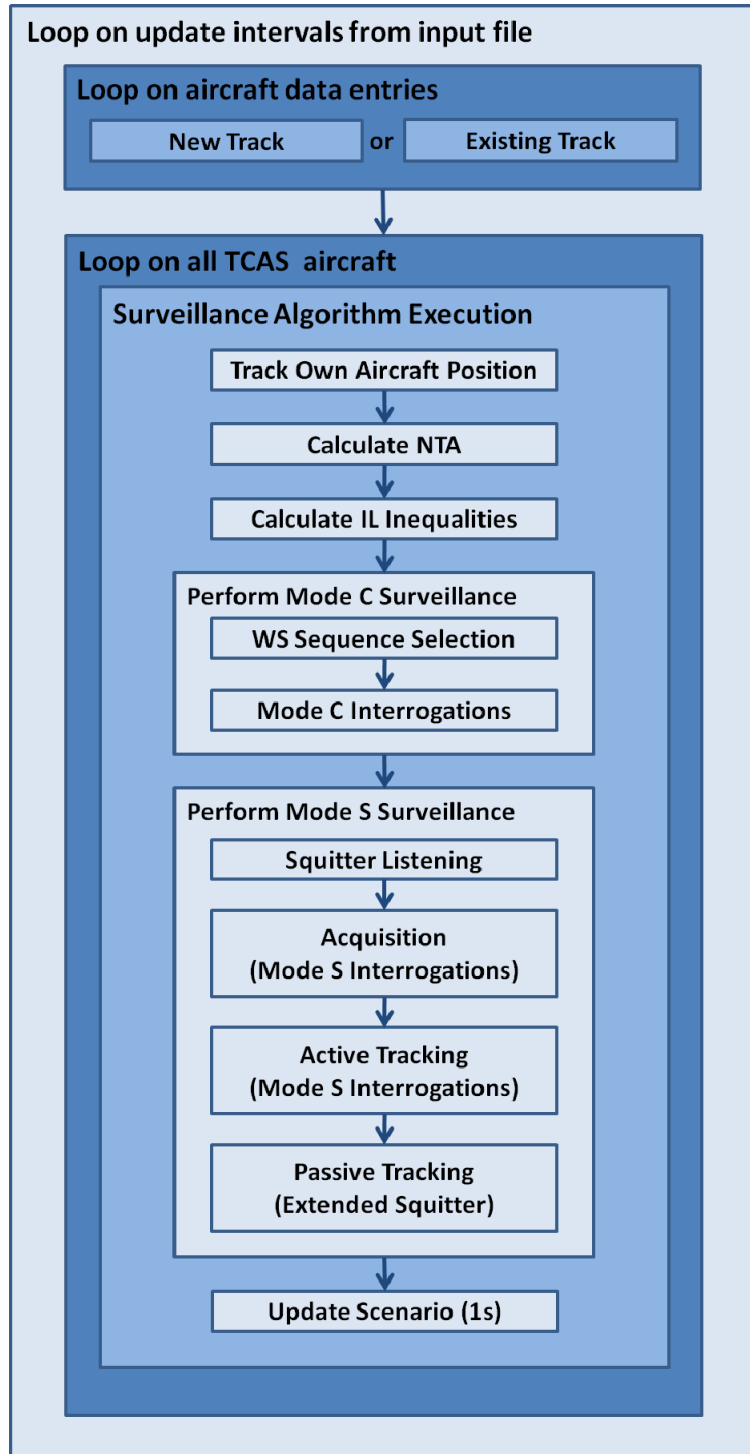 Loop on update intervals from input file
Loop on aircraft data entries
New Track or Existing Track
Loop on all TCAS aircraft
Surveillance Algorithm Execution
Track Own Aircraft Position
Calculate NTA
Calculate IL Inequalities
Perform Mode C Surveillance
WS Sequence Selection
Mode C Interrogations
Perform Mode S Surveillance
Squitter Listening
Acquisition
(Mode S Interrogations)
Active Tracking
(Mode S Interrogations)
Passive Tracking
(Extended Squitter)
Update Scenario (1s)